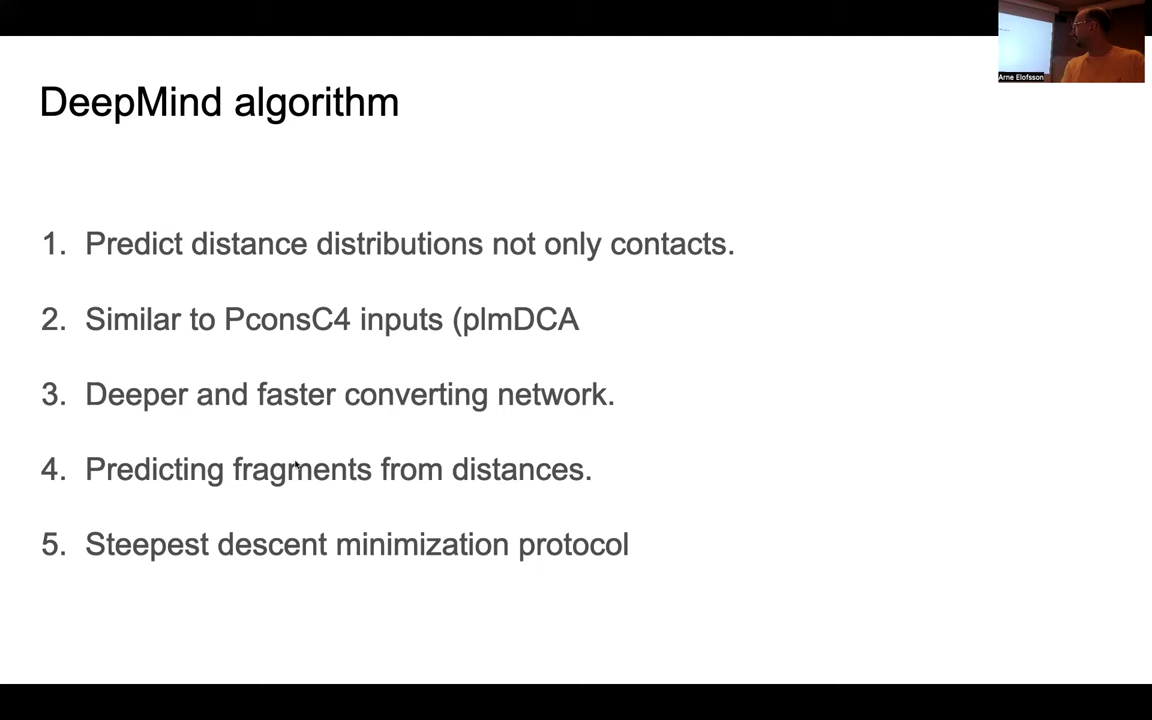 DeepMind algorithm
1. Predict distance distributions not only contacts.
2. Similar to PconsC4 inputs (plmDCA
3. Deeper and faster converting network.
4. Predicting fragments from distances.
5. Steepest descent minimization protocol
Arne Elofsson